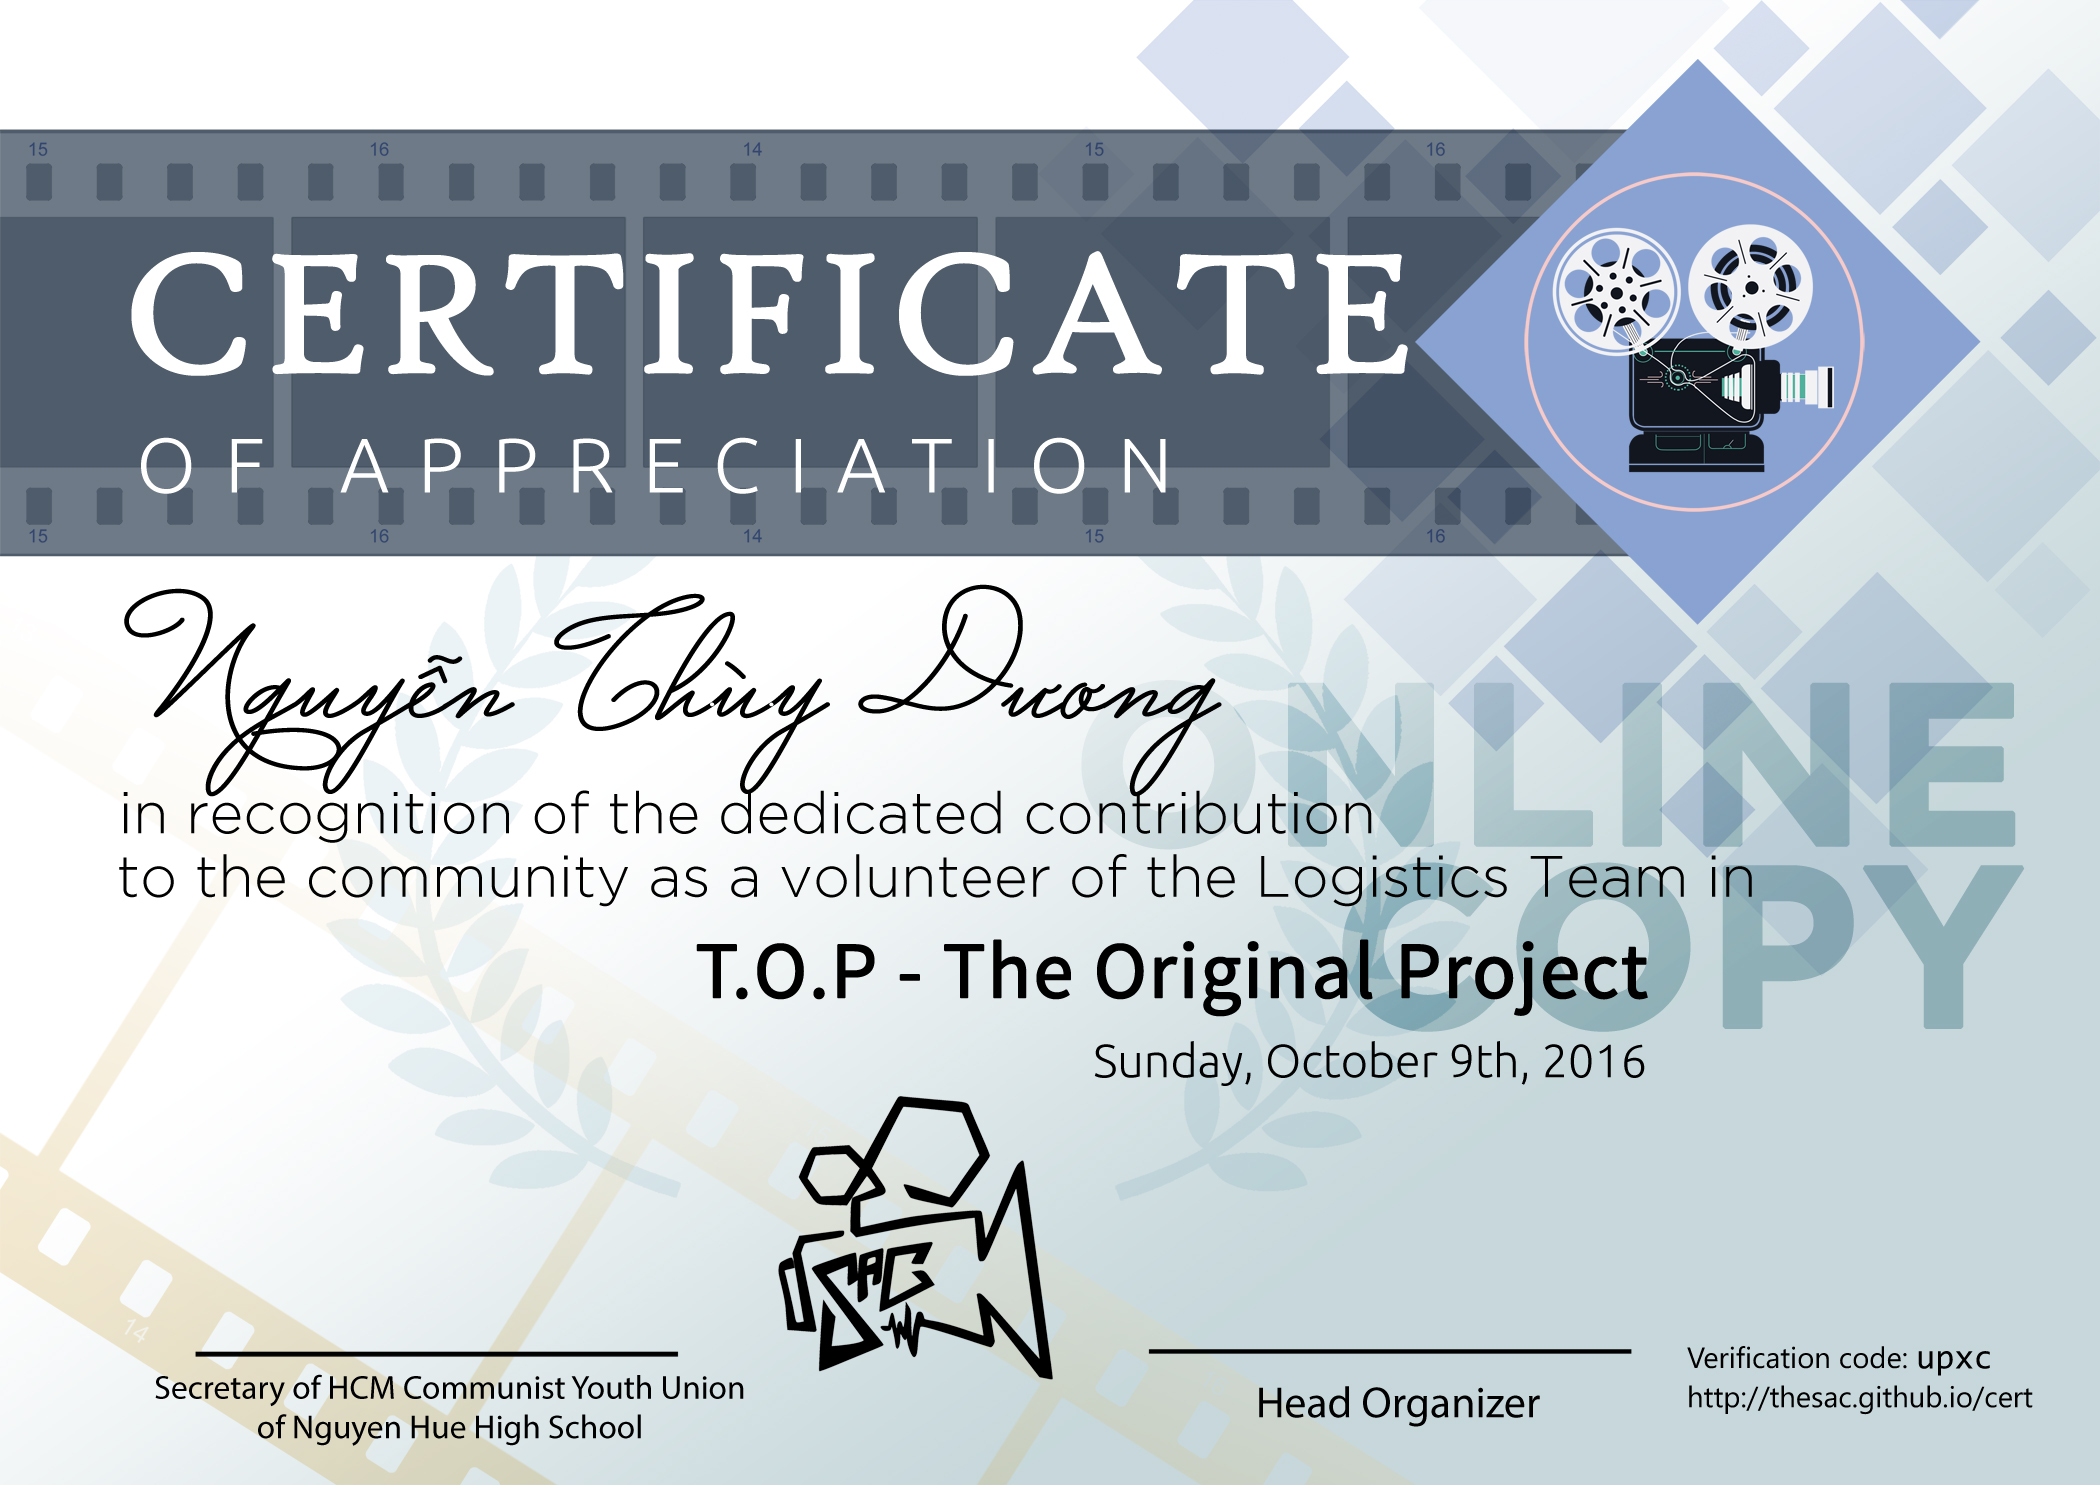 15 16 14 15 16
CERTIFICATE
OF APPRECIATION
15 16 14 15 16
Nguyễn Thùy Dương
in recognition of the dedicated contribution
to the community as a volunteer of the Logistics Team in
T.O.P - The Original Project
Sunday, October 9th, 2016
ONLINE
COPY
SAC
14
Secretary of HCM Communist Youth Union
of Nguyen Hue High School
Head Organizer
Verification code: upxc
http://thesac.github.io/cert